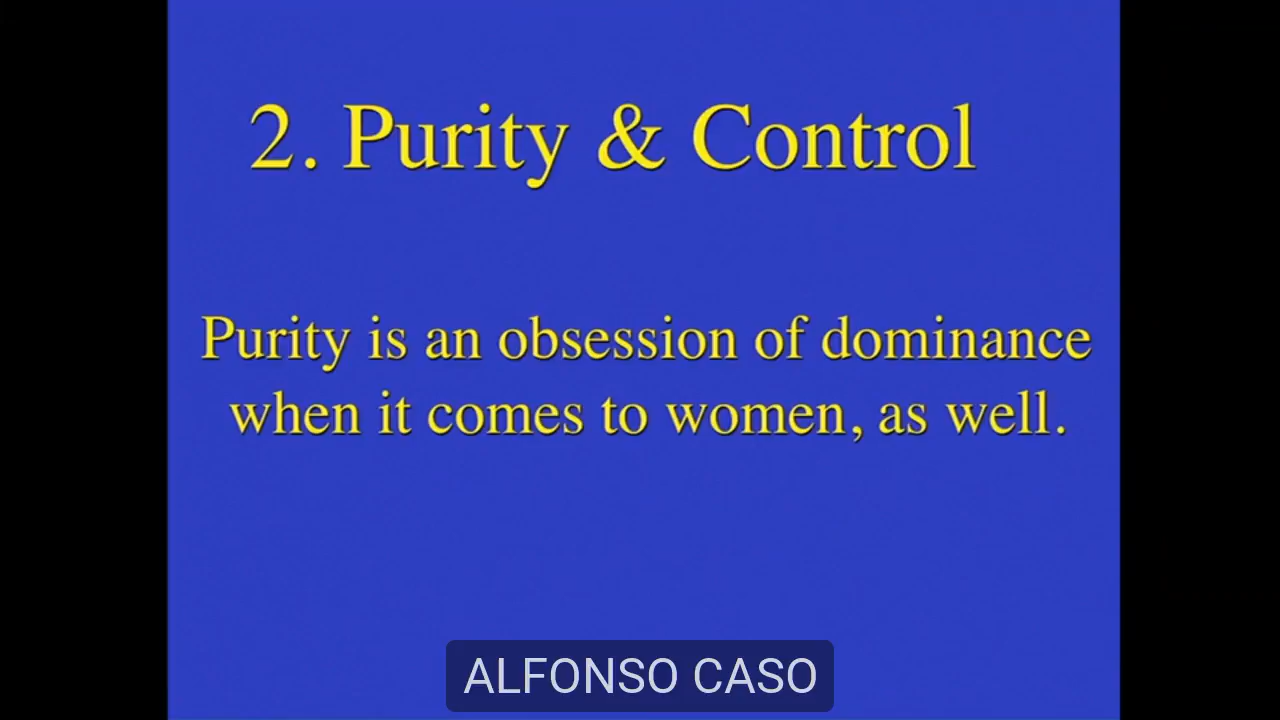 2. Purity & Control
Purity is an obsession of dominance
when it comes to women, as well.
ALFONSO CASO